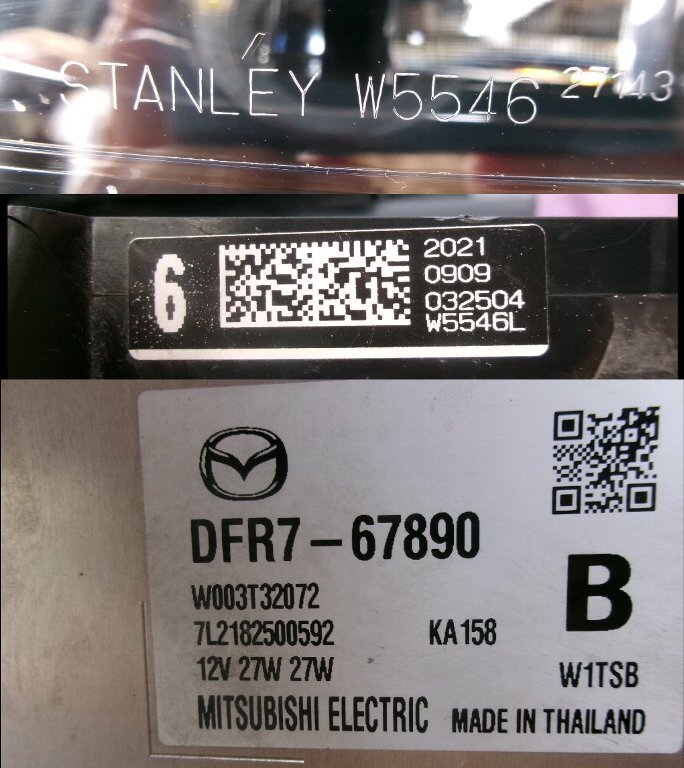 STANLEY W5546 27143
6
2021
0909
032504
W5546L
DFR7-67890
W003T32072
B
7L2182500592 KA158
12V 27W 27W W1TSB
MITSUBISHI ELECTRIC MADE IN THAILAND